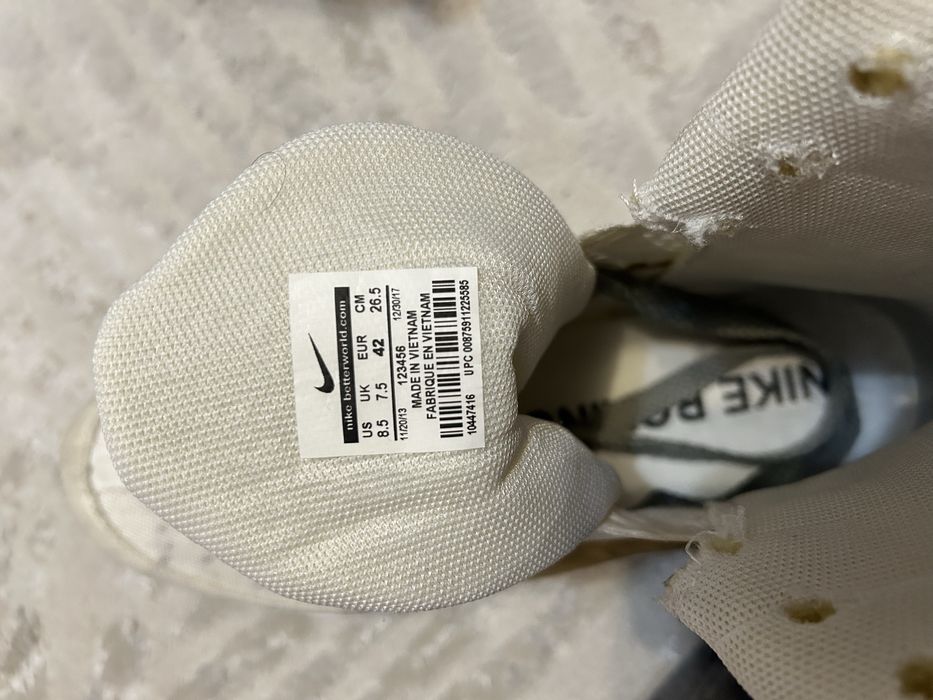 nike betterworld.com
US UK EUR CM
8.5 7.5 42 26.5
11/20/13 12/30/17
123456
MADE IN VIETNAM
FABRIQUE EN VIETNAM
10447416 UPC 00875911225585
NIKE